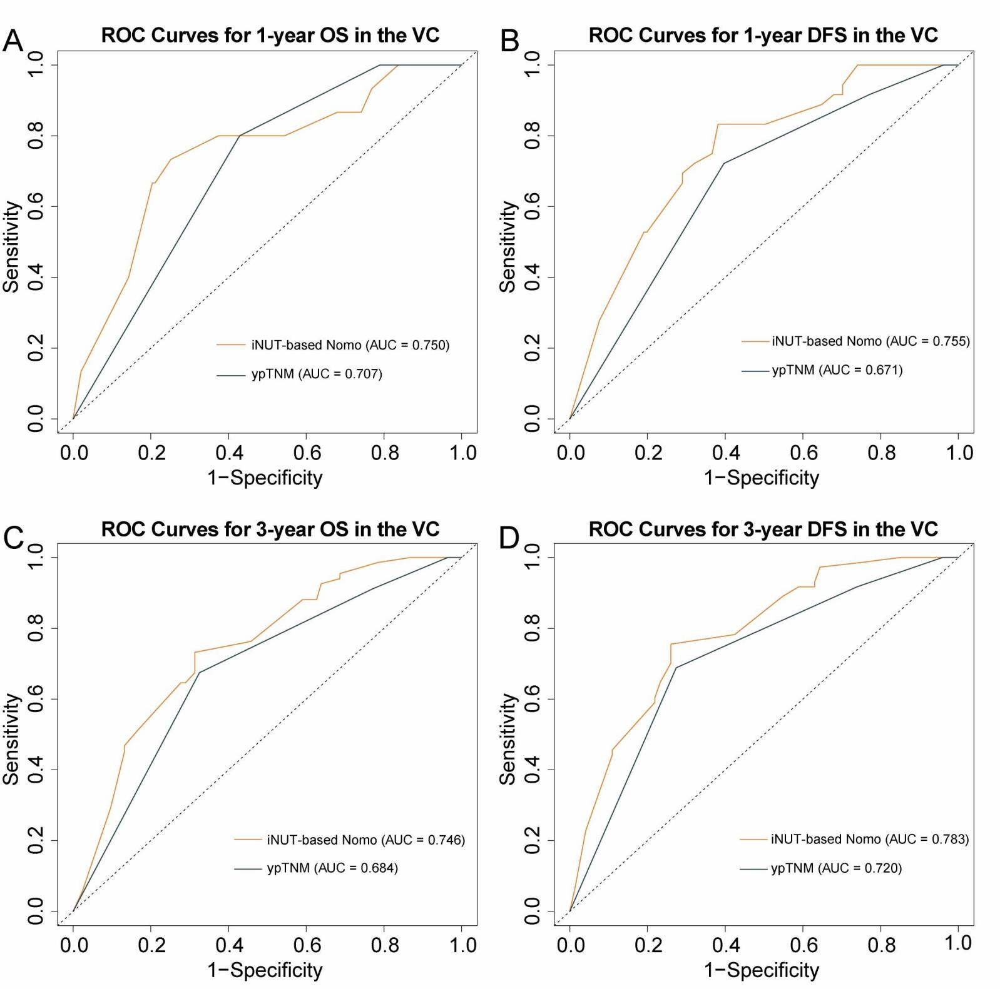 A
ROC Curves for 1-year OS in the VC
Sensitivity
1.0
0.8
0.6
0.4
0.2
0.0
iNUT-based Nomo (AUC = 0.750)
ypTNM (AUC = 0.707)
0.0 0.2 0.4 0.6 0.8 1.0
1−Specificity
B
ROC Curves for 1-year DFS in the VC
Sensitivity
1.0
0.8
0.6
0.4
0.2
0.0
iNUT-based Nomo (AUC = 0.755)
ypTNM (AUC = 0.671)
0.0 0.2 0.4 0.6 0.8 1.0
1−Specificity
C
ROC Curves for 3-year OS in the VC
Sensitivity
1.0
0.8
0.6
0.4
0.2
0.0
iNUT-based Nomo (AUC = 0.746)
ypTNM (AUC = 0.684)
0.0 0.2 0.4 0.6 0.8 1.0
1−Specificity
D
ROC Curves for 3-year DFS in the VC
Sensitivity
1.0
0.8
0.6
0.4
0.2
0.0
iNUT-based Nomo (AUC = 0.783)
ypTNM (AUC = 0.720)
0.0 0.2 0.4 0.6 0.8 1.0
1−Specificity